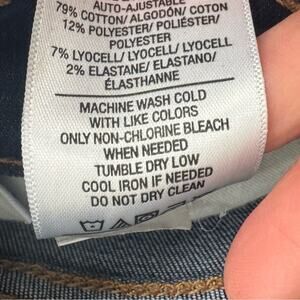 AUTO-AJUSTABLE
79% COTTON/ ALGODÓN/ COTON
12% POLYESTER/ POLIÉSTER/
POLYESTER
7% LYOCELL/ LYOCELL/ LYOCELL
2% ELASTANE/ ELASTANO/
ÉLASTHANNE
MACHINE WASH COLD
WITH LIKE COLORS
ONLY NON-CHLORINE BLEACH
WHEN NEEDED
TUMBLE DRY LOW
COOL IRON IF NEEDED
DO NOT DRY CLEAN